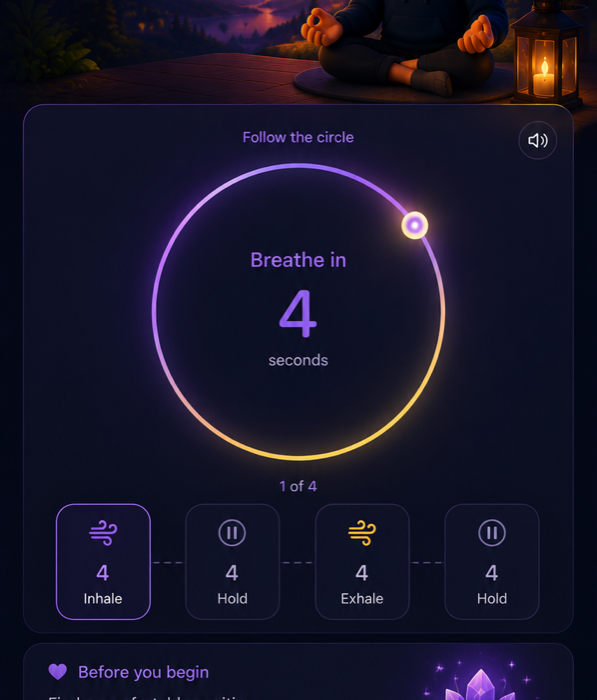 Follow the circle
Breathe in
4
seconds
1 of 4
4 4 4 4
Inhale Hold Exhale Hold
Before you begin